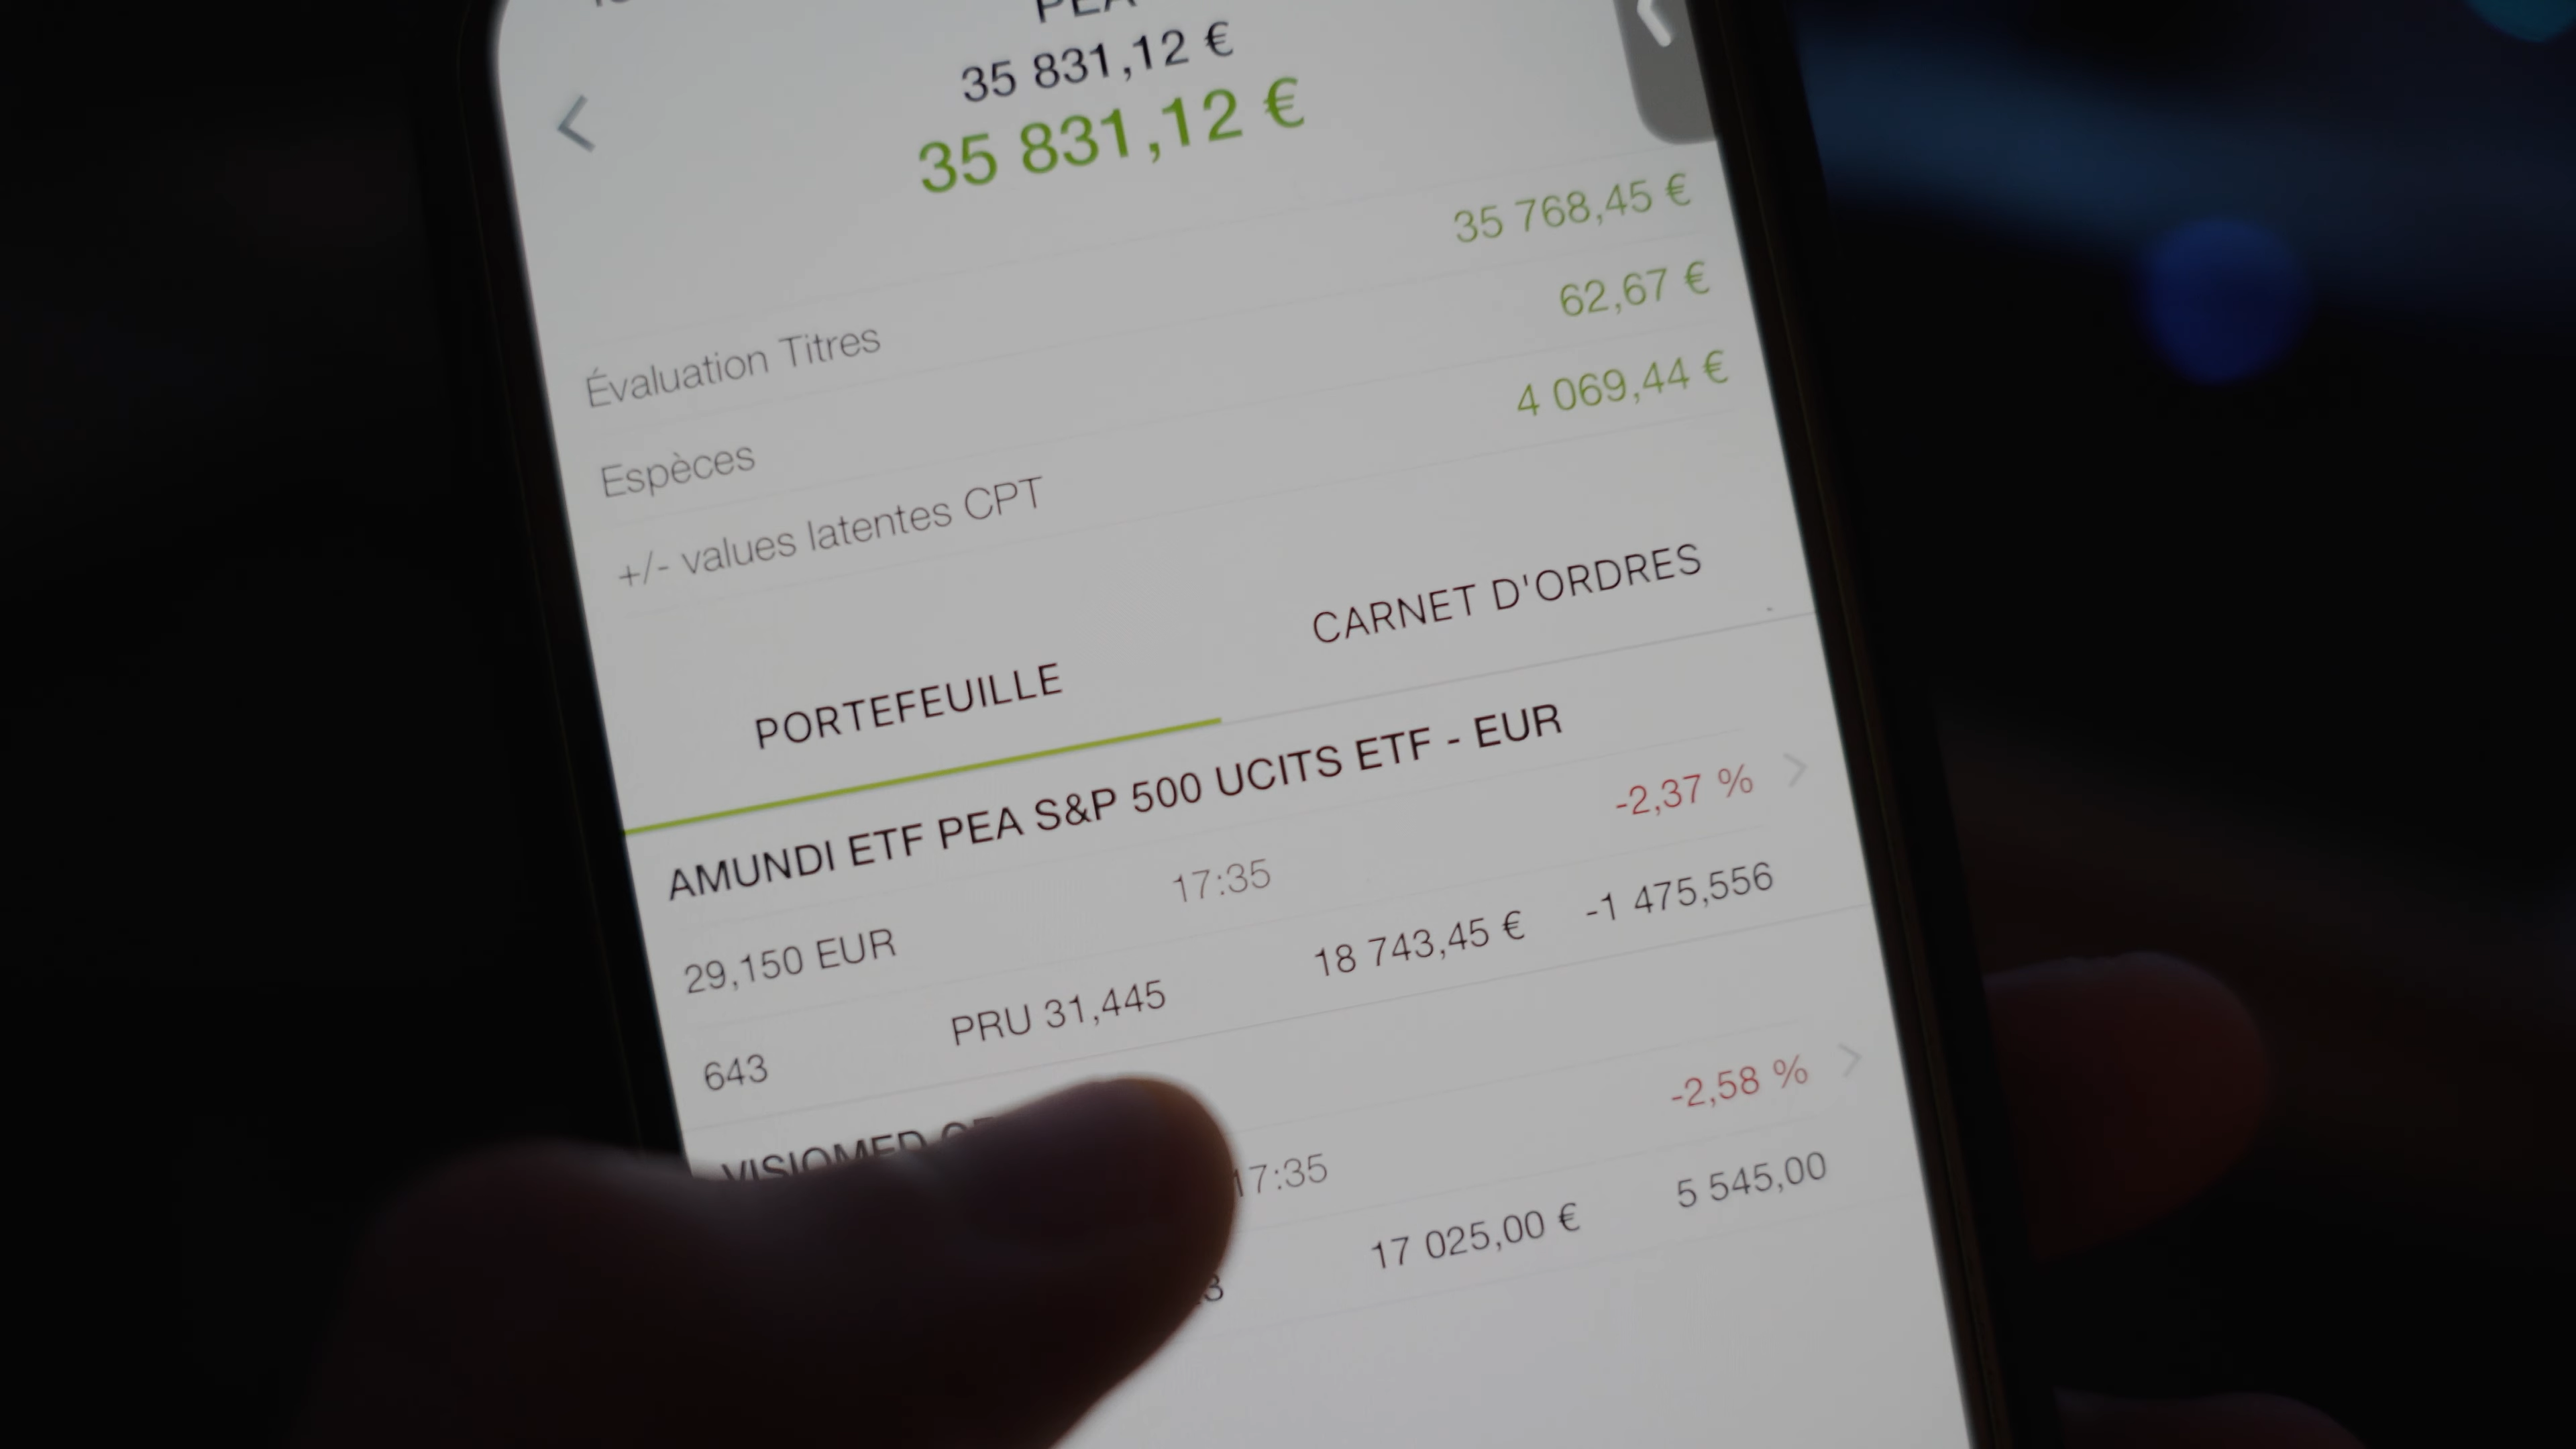 PEA
35 831,12 €
35 831,12 €
Évaluation Titres 35 768,45 €
Espèces 62,67 €
+/- values latentes CPT 4 069,44 €
PORTEFEUILLE CARNET D'ORDRES
AMUNDI ETF PEA S&P 500 UCITS ETF - EUR
29,150 EUR 17:35 -2,37 %
643 PRU 31,445 18 743,45 € -1 475,556
VISIOMED
17:35 -2,58 %
17 025,00 € 5 545,00